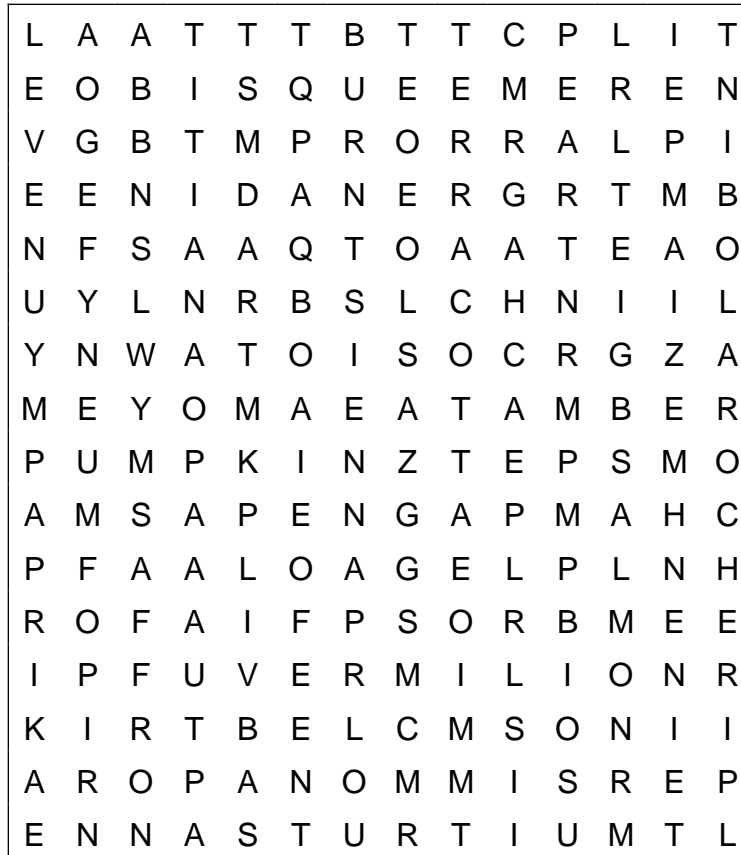 L A A T T T B T T C P L I T
E O B I S Q U E E M E R E N
V G B T M P R O R R A L P I
E E N I D A N E R G R T M B
N F S A A Q T O A A T E A O
U Y L N R B S L C H N I I L
Y N W A T O I S O C R G Z A
M E Y O M A E A T A M B E R
P U M P K I N Z T E P S M O
A M S A P E N G A P M A H C
P F A A L O A G E L P L N H
R O F A I F P S O R B M E E
I P F U V E R M I L I O N R
K I R T B E L C M S O N I I
A R O P A N O M M I S R E P
E N N A S T U R T I U M T L